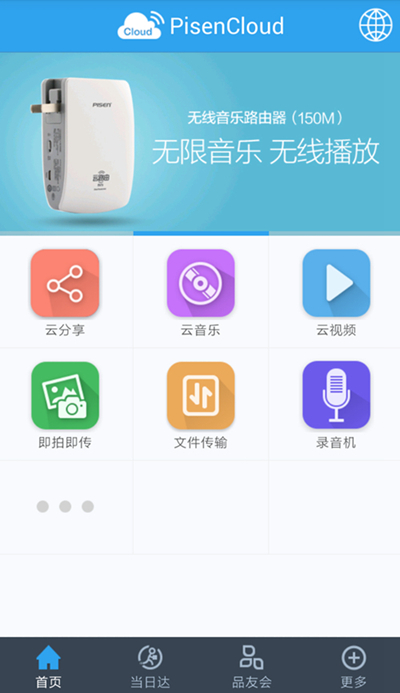 Cloud
PisenCloud
PISEN
无线音乐路由器（150M）
无限音乐 无线播放
云分享
云音乐
云视频
即拍即传
文件传输
录音机
首页
当日达
品友会
更多